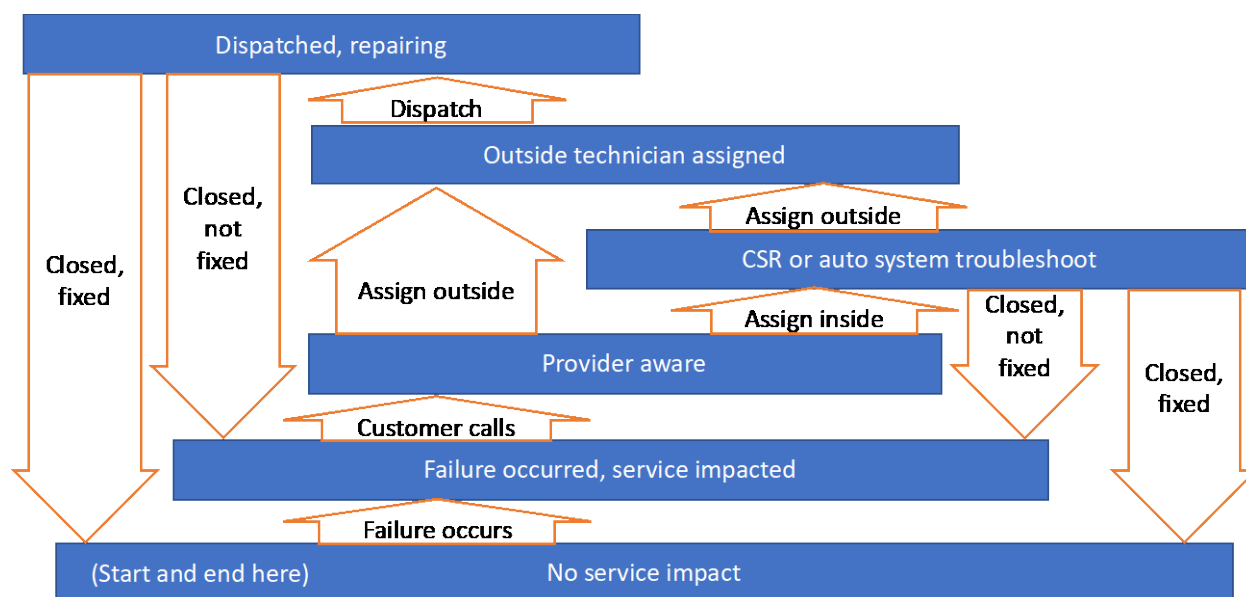 Dispatched, repairing
Dispatch
Outside technician assigned
Closed,
not
fixed
Assign outside
Closed,
fixed
CSR or auto system troubleshoot
Assign outside
Assign inside
Closed,
not
fixed
Provider aware
Closed,
fixed
Customer calls
Failure occurred, service impacted
Failure occurs
(Start and end here)
No service impact